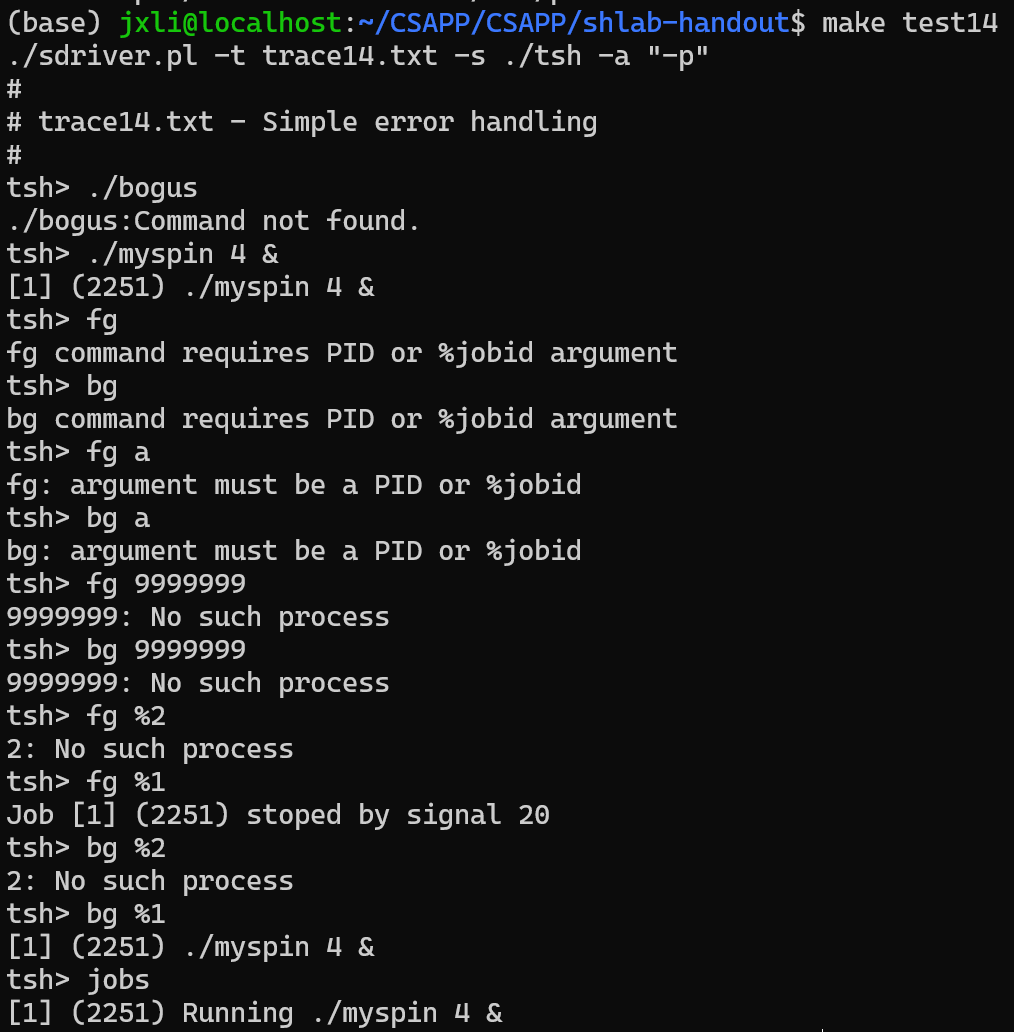 (base) jxli@localhost:~/CSAPP/CSAPP/shlab-handout$ make test14
./sdriver.pl -t trace14.txt -s ./tsh -a "-p"
#
# trace14.txt - Simple error handling
#
tsh> ./bogus
./bogus:Command not found.
tsh> ./myspin 4 &
[1] (2251) ./myspin 4 &
tsh> fg
fg command requires PID or %jobid argument
tsh> bg
bg command requires PID or %jobid argument
tsh> fg a
fg: argument must be a PID or %jobid
tsh> bg a
bg: argument must be a PID or %jobid
tsh> fg 9999999
9999999: No such process
tsh> bg 9999999
9999999: No such process
tsh> fg %2
2: No such process
tsh> fg %1
Job [1] (2251) stoped by signal 20
tsh> bg %2
2: No such process
tsh> bg %1
[1] (2251) ./myspin 4 &
tsh> jobs
[1] (2251) Running ./myspin 4 &